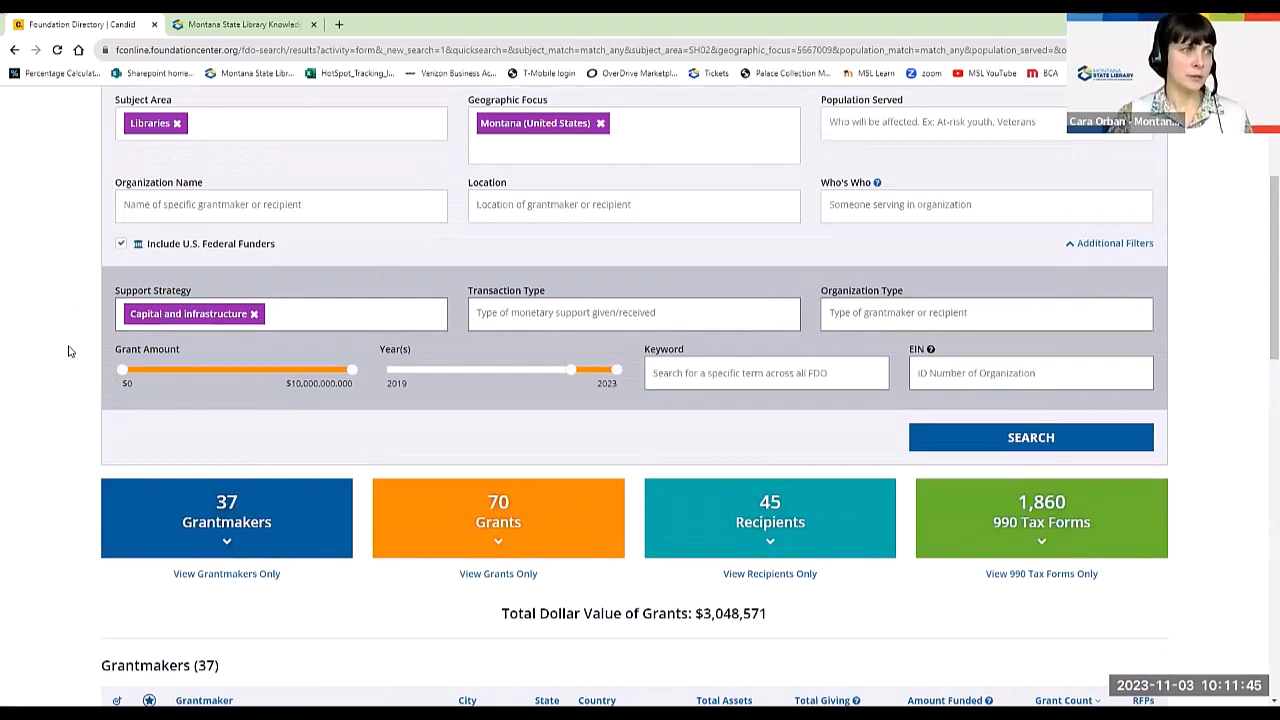 Foundation Directory | Candid
Montana State Library Knowled
fconline.foundationcenter.org/fdo-search/results?activity=form&_new_search=1&quicksearch=&subject_match=match_any&subject_area=SH02&geographic_focus=5667009&population_match=match_any&population_served=&o
Percentage Calculat... Sharepoint home... Montana State Libr... HotSpot_Tracking_I... Verizon Business Ac... T-Mobile login OverDrive Marketpl... Tickets Palace Collection M... MSL Learn zoom MSL YouTube BCA
MONTANA
STATE LIBRARY
Cara Orban - Montan...
Subject Area Geographic Focus Population Served
Libraries Montana (United States) Who will be affected. Ex: At-risk youth, Veterans
Organization Name Location Who's Who
Name of specific grantmaker or recipient Location of grantmaker or recipient Someone serving in organization
Include U.S. Federal Funders Additional Filters
Support Strategy Transaction Type Organization Type
Capital and infrastructure Type of monetary support given/received Type of grantmaker or recipient
Grant Amount Year(s) Keyword EIN
Search for a specific term across all FDO ID Number of Organization
$0 $10,000,000,000 2019 2023
SEARCH
37 70 45 1,860
Grantmakers Grants Recipients 990 Tax Forms
View Grantmakers Only View Grants Only View Recipients Only View 990 Tax Forms Only
Total Dollar Value of Grants: $3,048,571
Grantmakers (37)
2023-11-03 10:11:45
Grantmaker City State Country Total Assets Total Giving Amount Funded Grant Count RFPs